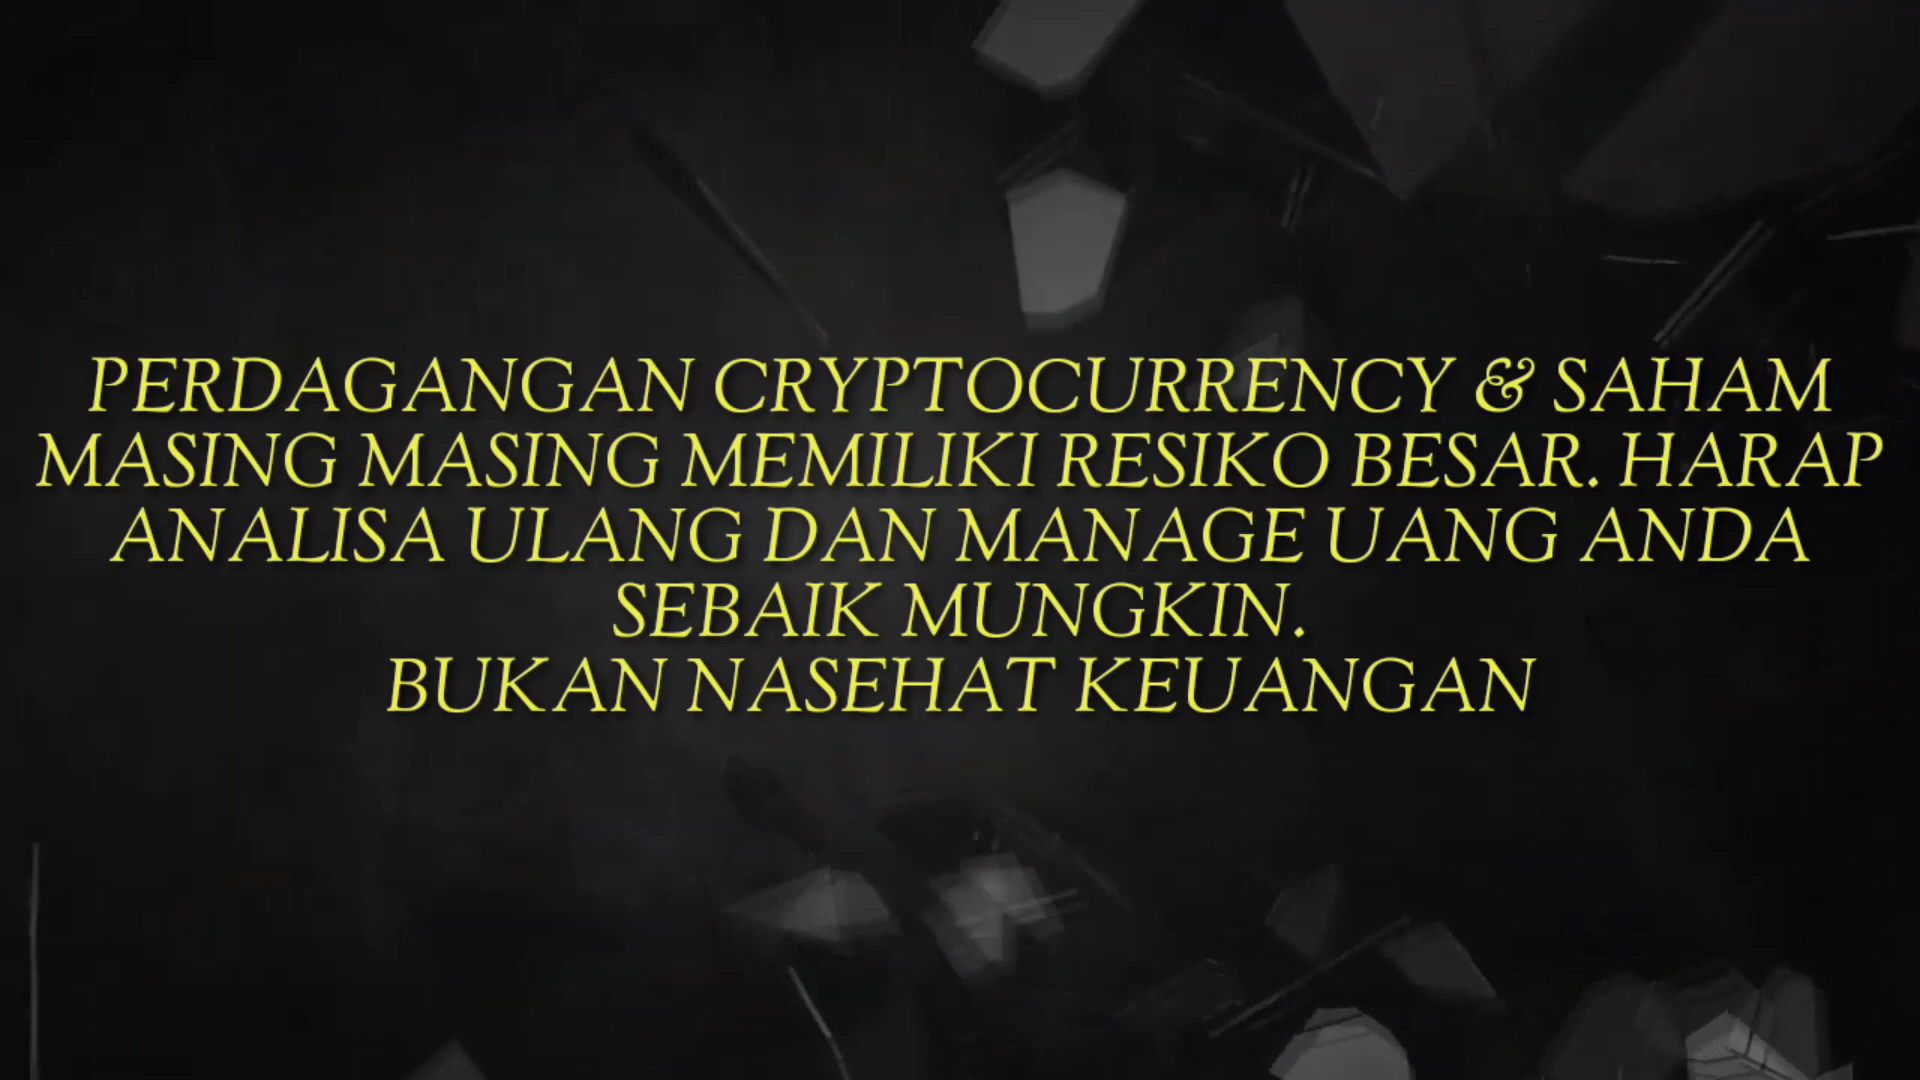 PERDAGANGAN CRYPTOCURRENCY & SAHAM
MASING MASING MEMILIKI RESIKO BESAR. HARAP
ANALISA ULANG DAN MANAGE UANG ANDA
SEBAIK MUNGKIN.
BUKAN NASEHAT KEUANGAN